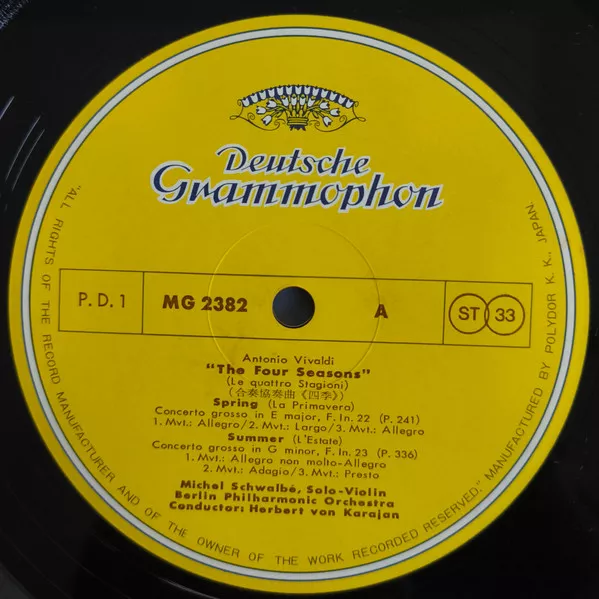 Deutsche
Grammophon
P. D. 1
MG 2382
A
ST 33
Antonio Vivaldi
"The Four Seasons"
(Le quattro Stagioni)
(合奏協奏曲《四季》)
Spring (La Primavera)
Concerto grosso in E major, F. In. 22 (P. 241)
1. Mvt.: Allegro/2. Mvt.: Largo/3. Mvt.: Allegro
Summer (L'Estate)
Concerto grosso in G minor, F. In. 23 (P. 336)
1. Mvt.: Allegro non molto-Allegro
2. Mvt.: Adagio/3. Mvt.: Presto
Michel Schwalbé, Solo-Violin
Berlin Philharmonic Orchestra
Conductor: Herbert von Karajan
"ALL RIGHTS OF THE RECORD MANUFACTURER AND OF THE OWNER OF THE WORK RECORDED RESERVED." MANUFACTURED BY POLYDOR K. K., JAPAN.